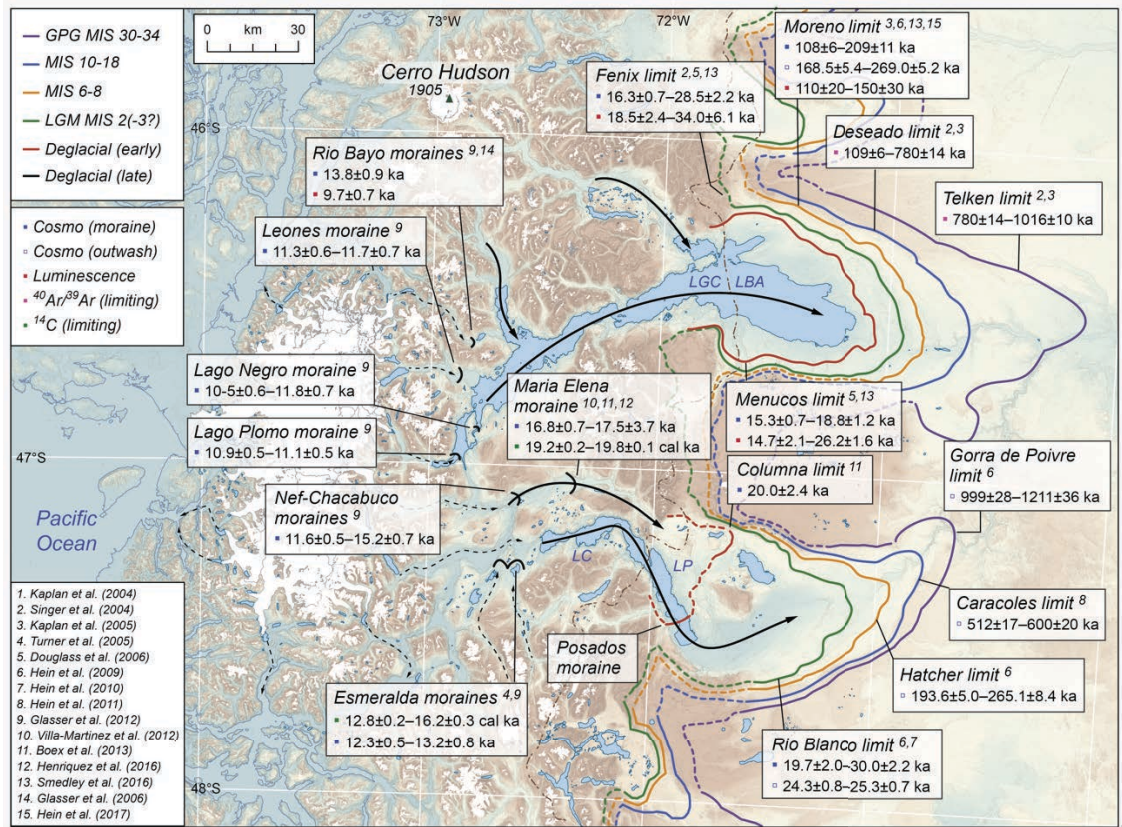 73°W
72°W
GPG MIS 30-34
MIS 10-18
MIS 6-8
LGM MIS 2(-3?)
Deglacial (early)
Deglacial (late)
0 km 30
Cosmo (moraine)
Cosmo (outwash)
Luminescence
40Ar/39Ar (limiting)
14C (limiting)
Cerro Hudson
1905
46°S
47°S
48°S
Moreno limit 3,6,13,15
108±6–209±11 ka
168.5±5.4–269.0±5.2 ka
110±20–150±30 ka
Fenix limit 2,5,13
16.3±0.7–28.5±2.2 ka
18.5±2.4–34.0±6.1 ka
Deseado limit 2,3
109±6–780±14 ka
Telken limit 2,3
780±14–1016±10 ka
Rio Bayo moraines 9,14
13.8±0.9 ka
9.7±0.7 ka
Leones moraine 9
11.3±0.6–11.7±0.7 ka
LGC
LBA
Lago Negro moraine 9
10-5±0.6–11.8±0.7 ka
Lago Plomo moraine 9
10.9±0.5–11.1±0.5 ka
Maria Elena
moraine 10,11,12
16.8±0.7–17.5±3.7 ka
19.2±0.2–19.8±0.1 cal ka
Menucos limit 5,13
15.3±0.7–18.8±1.2 ka
14.7±2.1–26.2±1.6 ka
Columna limit 11
20.0±2.4 ka
Gorra de Poivre
limit 6
999±28–1211±36 ka
Nef-Chacabuco
moraines 9
11.6±0.5–15.2±0.7 ka
Pacific
Ocean
LC
LP
Posados
moraine
Caracoles limit 8
512±17–600±20 ka
Hatcher limit 6
193.6±5.0–265.1±8.4 ka
Esmeralda moraines 4,9
12.8±0.2–16.2±0.3 cal ka
12.3±0.5–13.2±0.8 ka
Rio Blanco limit 6,7
19.7±2.0–30.0±2.2 ka
24.3±0.8–25.3±0.7 ka
1. Kaplan et al. (2004)
2. Singer et al. (2004)
3. Kaplan et al. (2005)
4. Turner et al. (2005)
5. Douglass et al. (2006)
6. Hein et al. (2009)
7. Hein et al. (2010)
8. Hein et al. (2011)
9. Glasser et al. (2012)
10. Villa-Martinez et al. (2012)
11. Boex et al. (2013)
12. Henriquez et al. (2016)
13. Smedley et al. (2016)
14. Glasser et al. (2006)
15. Hein et al. (2017)